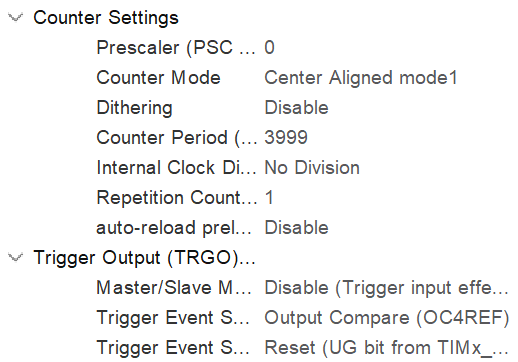 Counter Settings
Prescaler (PSC ... 0
Counter Mode Center Aligned mode1
Dithering Disable
Counter Period (... 3999
Internal Clock Di... No Division
Repetition Count... 1
auto-reload prel... Disable
Trigger Output (TRGO)...
Master/Slave M... Disable (Trigger input effe...
Trigger Event S... Output Compare (OC4REF)
Trigger Event S... Reset (UG bit from TIMx_...